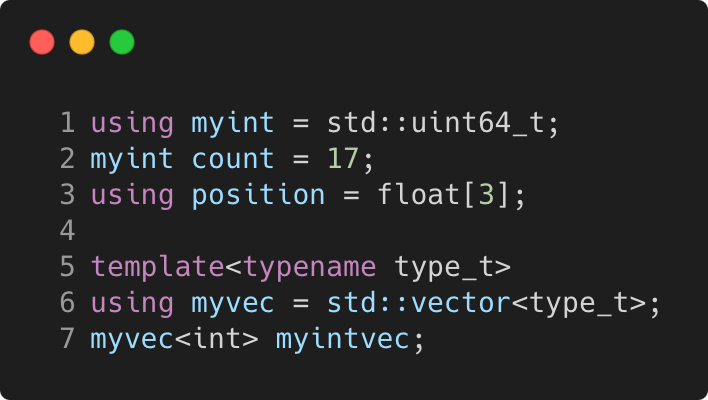 1 using myint = std::uint64_t;
2 myint count = 17;
3 using position = float[3];
4
5 template<typename type_t>
6 using myvec = std::vector<type_t>;
7 myvec<int> myintvec;